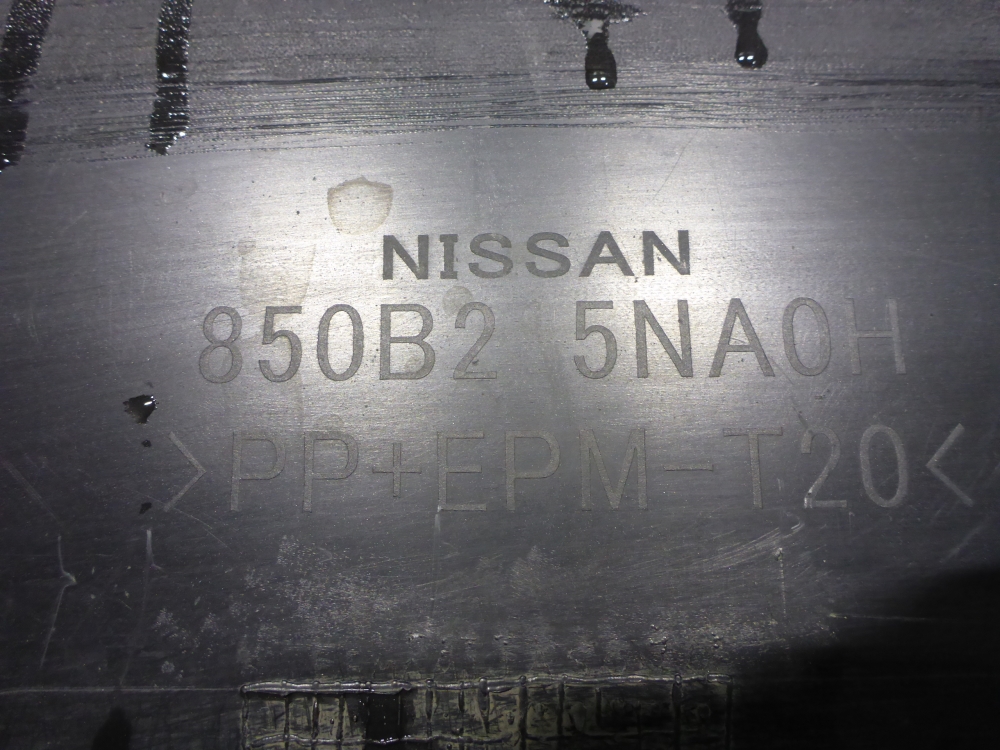 NISSAN
850B2 5NA0H
>PP+EPM-T20<